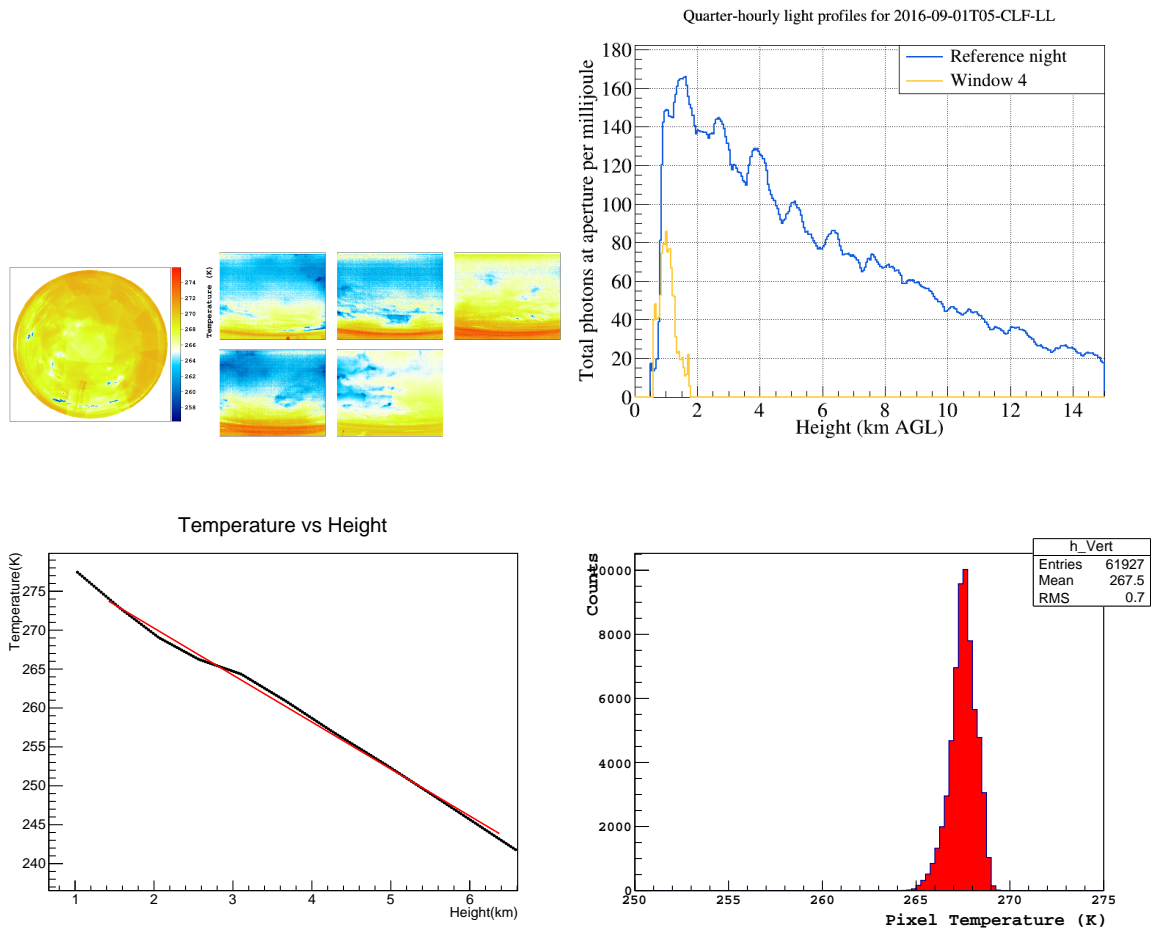 Quarter-hourly light profiles for 2016-09-01T05-CLF-LL
Total photons at aperture per millijoule
180
160
140
120
100
80
60
40
20
0
Reference night
Window 4
0 2 4 6 8 10 12 14
Height (km AGL)
Temperature (K)
274
272
270
268
266
264
262
260
258
Temperature vs Height
Temperature(K)
275
270
265
260
255
250
245
240
1 2 3 4 5 6
Height(km)
h_Vert
Entries 61927
Mean 267.5
RMS 0.7
Counts
10000
8000
6000
4000
2000
0
250 255 260 265 270 275
Pixel Temperature (K)